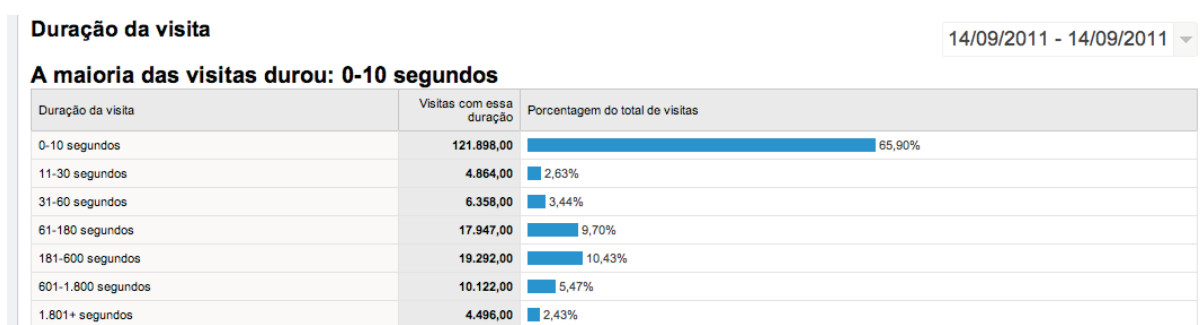 Duração da visita
14/09/2011 - 14/09/2011
A maioria das visitas durou: 0-10 segundos
Duração da visita Visitas com essa duração Porcentagem do total de visitas
0-10 segundos 121.898,00 65,90%
11-30 segundos 4.864,00 2,63%
31-60 segundos 6.358,00 3,44%
61-180 segundos 17.947,00 9,70%
181-600 segundos 19.292,00 10,43%
601-1.800 segundos 10.122,00 5,47%
1.801+ segundos 4.496,00 2,43%